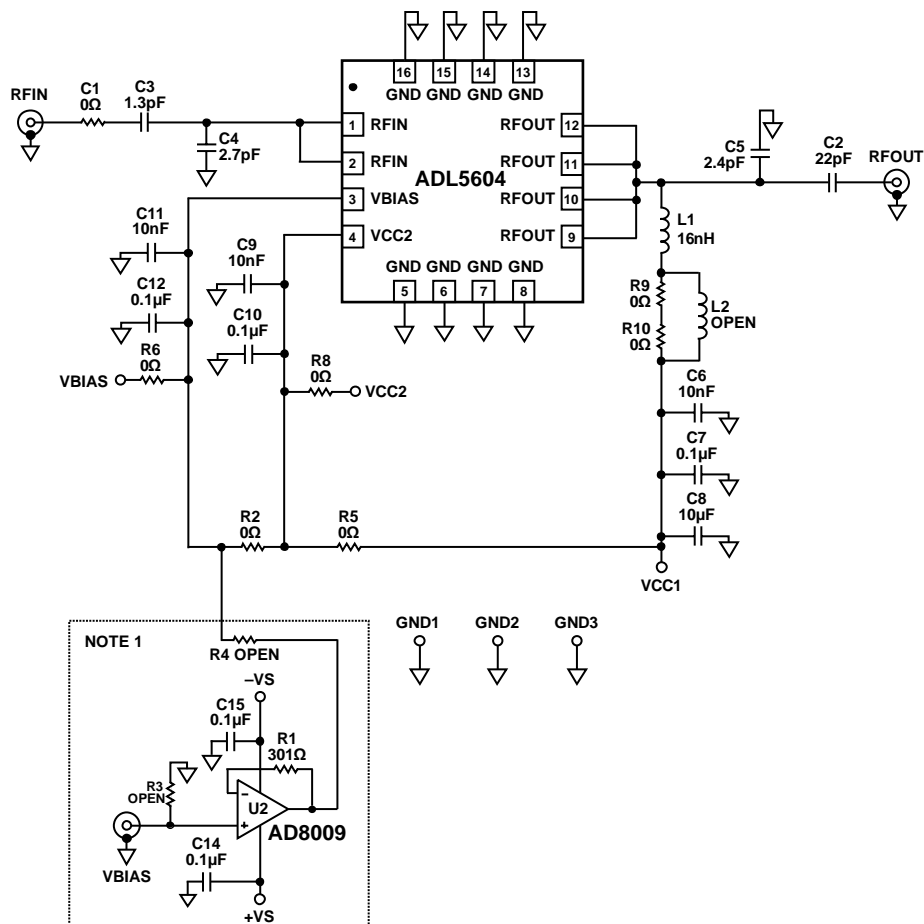 16
15
14
13
GND
GND
GND
GND
RFIN
C1
0Ω
C3
1.3pF
C4
2.7pF
1
RFIN
2
RFIN
3
VBIAS
4
VCC2
ADL5604
RFOUT
12
RFOUT
11
RFOUT
10
RFOUT
9
GND
GND
GND
GND
5
6
7
8
C5
2.4pF
C2
22pF
RFOUT
L1
16nH
R9
0Ω
L2
OPEN
R10
0Ω
C11
10nF
C12
0.1µF
C9
10nF
C10
0.1µF
R6
0Ω
VBIAS
R8
0Ω
VCC2
C6
10nF
C7
0.1µF
C8
10µF
R2
0Ω
R5
0Ω
VCC1
GND1
GND2
GND3
NOTE 1
R4 OPEN
–VS
C15
0.1µF
R1
301Ω
R3
OPEN
–
U2
+
AD8009
VBIAS
C14
0.1µF
+VS